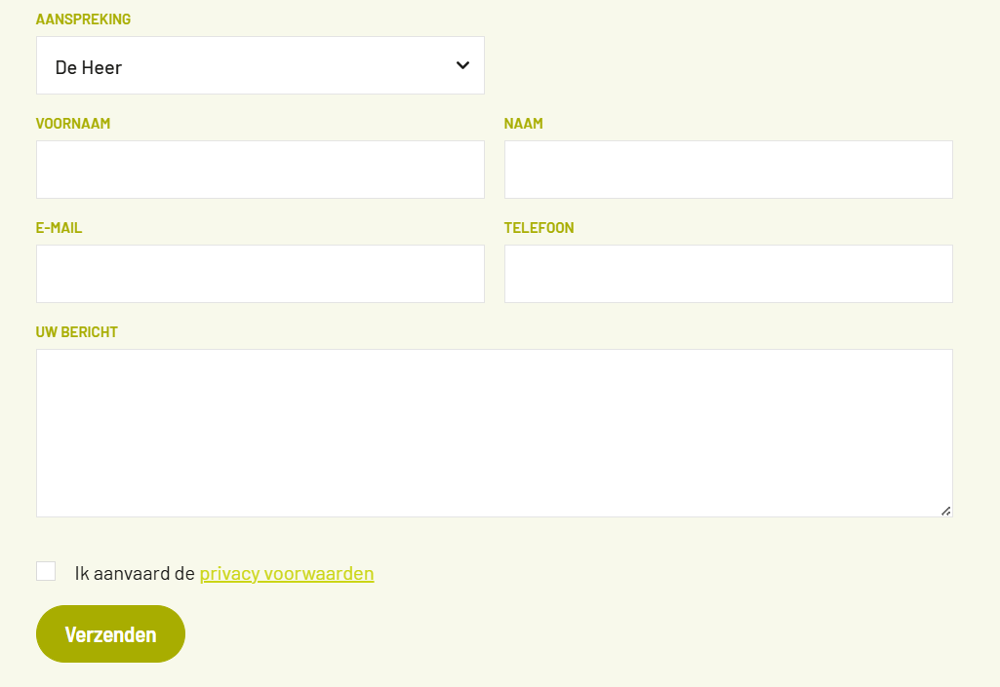 AANSPREKING
De Heer
VOORNAAM
NAAM
E-MAIL
TELEFOON
UW BERICHT
Ik aanvaard de privacy voorwaarden
Verzenden